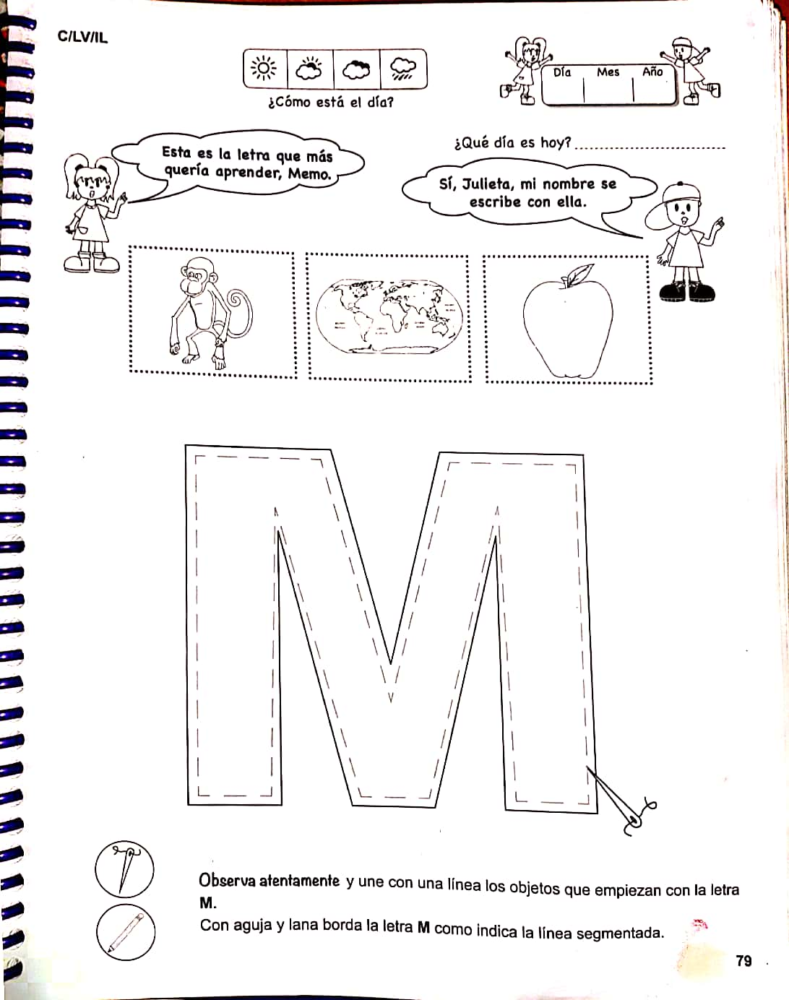 C/LV/IL
¿Cómo está el día?
Día Mes Año
¿Qué día es hoy?
Esta es la letra que más
quería aprender, Memo.
Sí, Julieta, mi nombre se
escribe con ella.
M
Observa atentamente y une con una línea los objetos que empiezan con la letra
M.
Con aguja y lana borda la letra M como indica la línea segmentada.
79